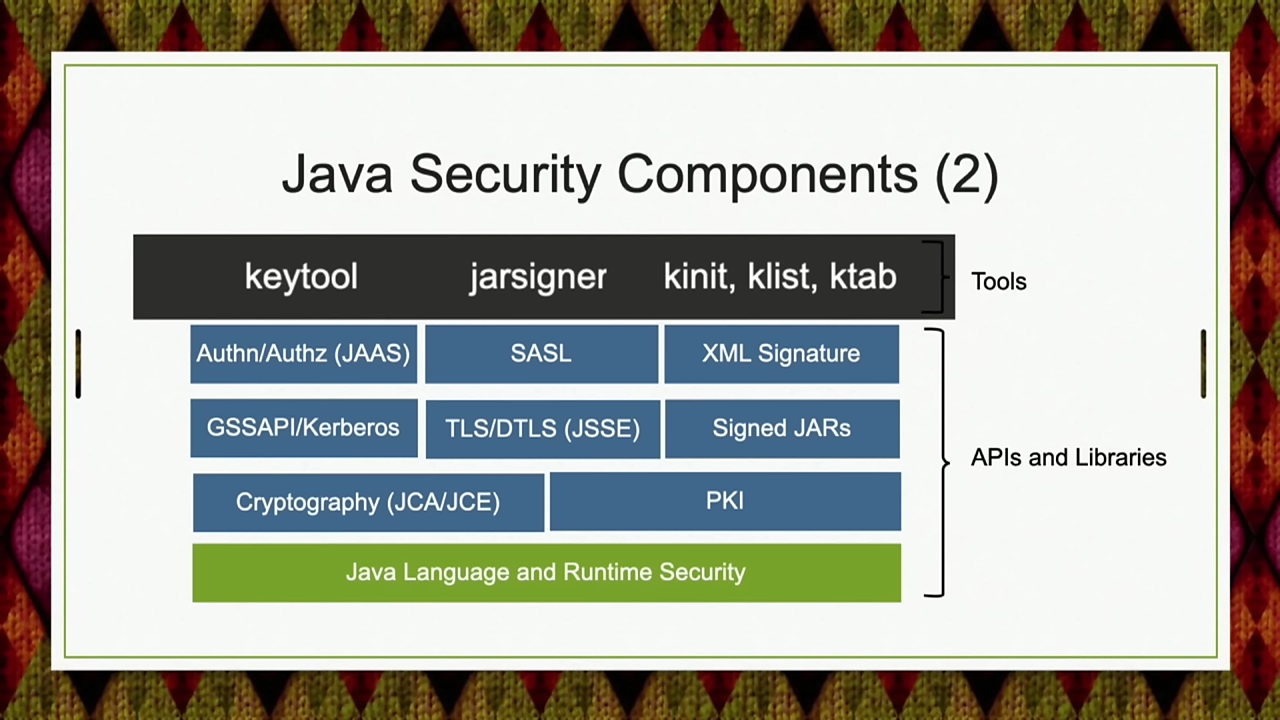 Java Security Components (2)
keytool jarsigner kinit, klist, ktab
Tools
Authn/Authz (JAAS) SASL XML Signature
GSSAPI/Kerberos TLS/DTLS (JSSE) Signed JARs
APIs and Libraries
Cryptography (JCA/JCE) PKI
Java Language and Runtime Security